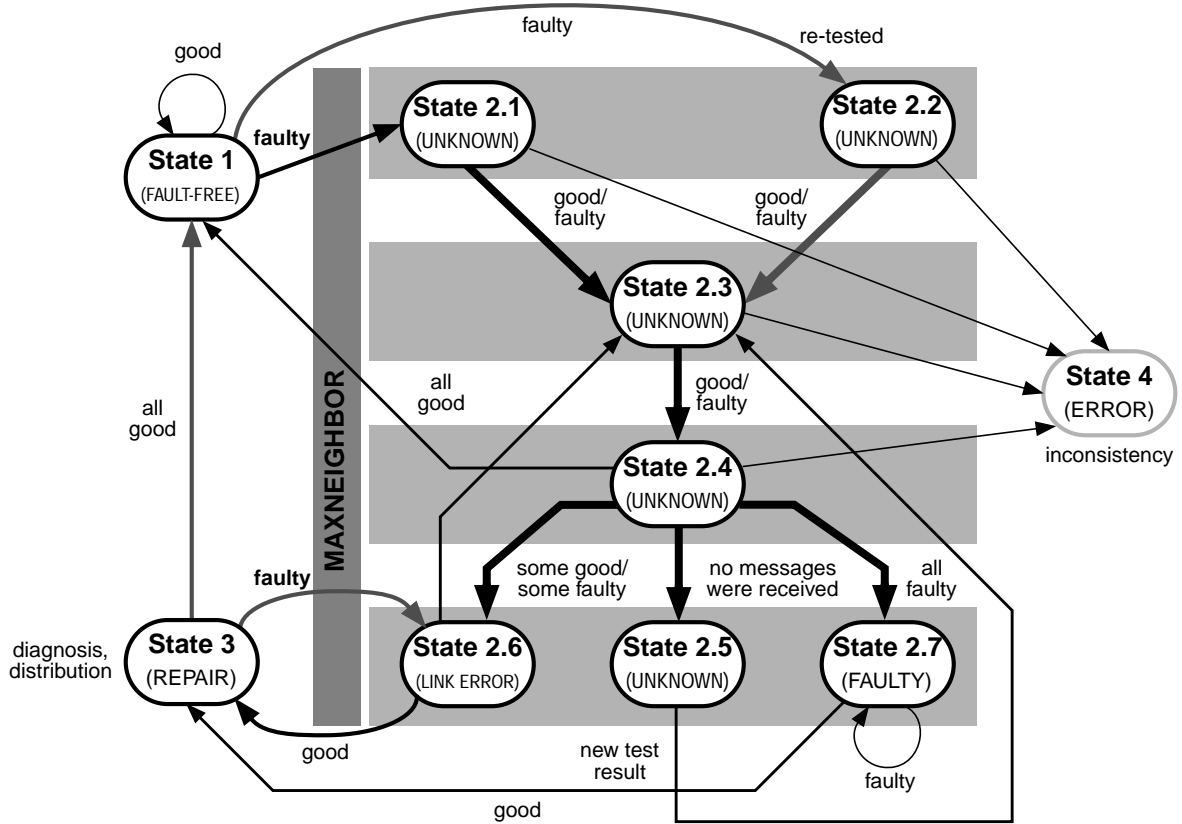 faulty
re-tested
good
State 2.1
(UNKNOWN)
State 2.2
(UNKNOWN)
faulty
State 1
(FAULT-FREE)
good/
faulty
good/
faulty
State 2.3
(UNKNOWN)
MAXNEIGHBOR
all
good
good/
faulty
State 4
(ERROR)
inconsistency
all
good
State 2.4
(UNKNOWN)
some good/
some faulty
no messages
were received
all
faulty
faulty
diagnosis,
distribution
State 3
(REPAIR)
State 2.6
(LINK ERROR)
State 2.5
(UNKNOWN)
State 2.7
(FAULTY)
good
new test
result
faulty
good